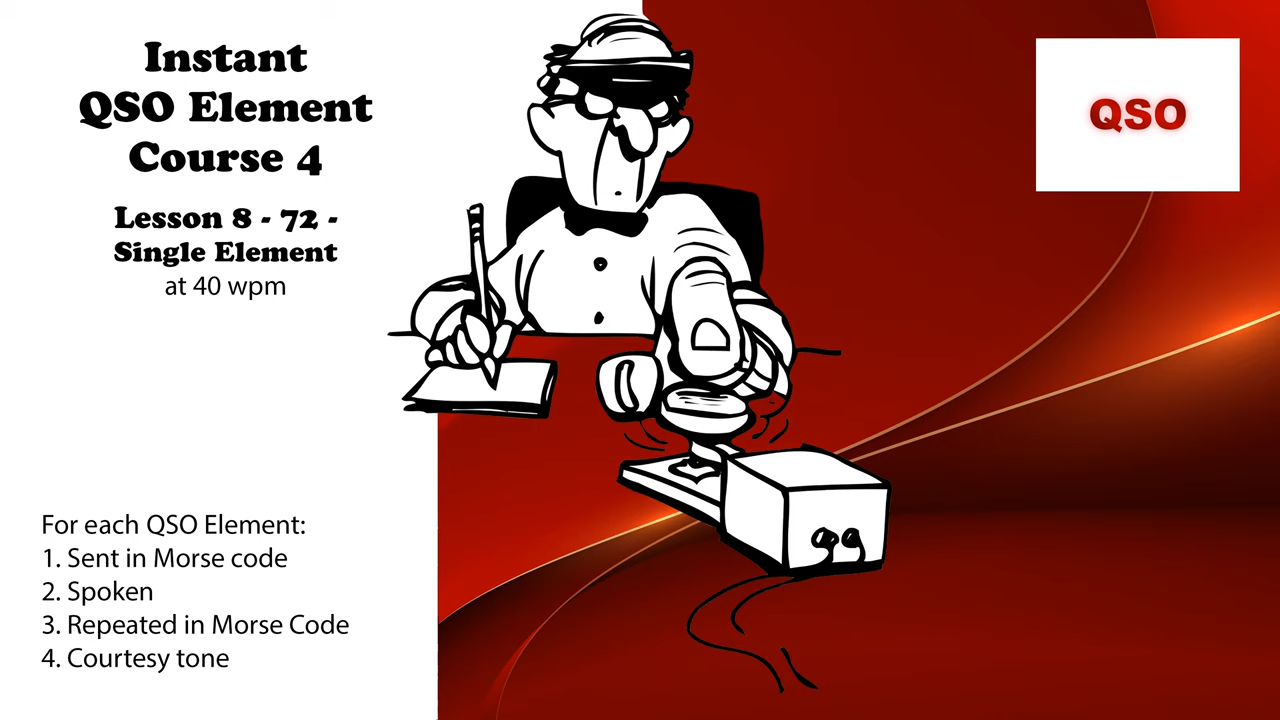 Instant
QSO Element
Course 4
Lesson 8 - 72 -
Single Element
at 40 wpm
QSO
For each QSO Element:
1. Sent in Morse code
2. Spoken
3. Repeated in Morse Code
4. Courtesy tone